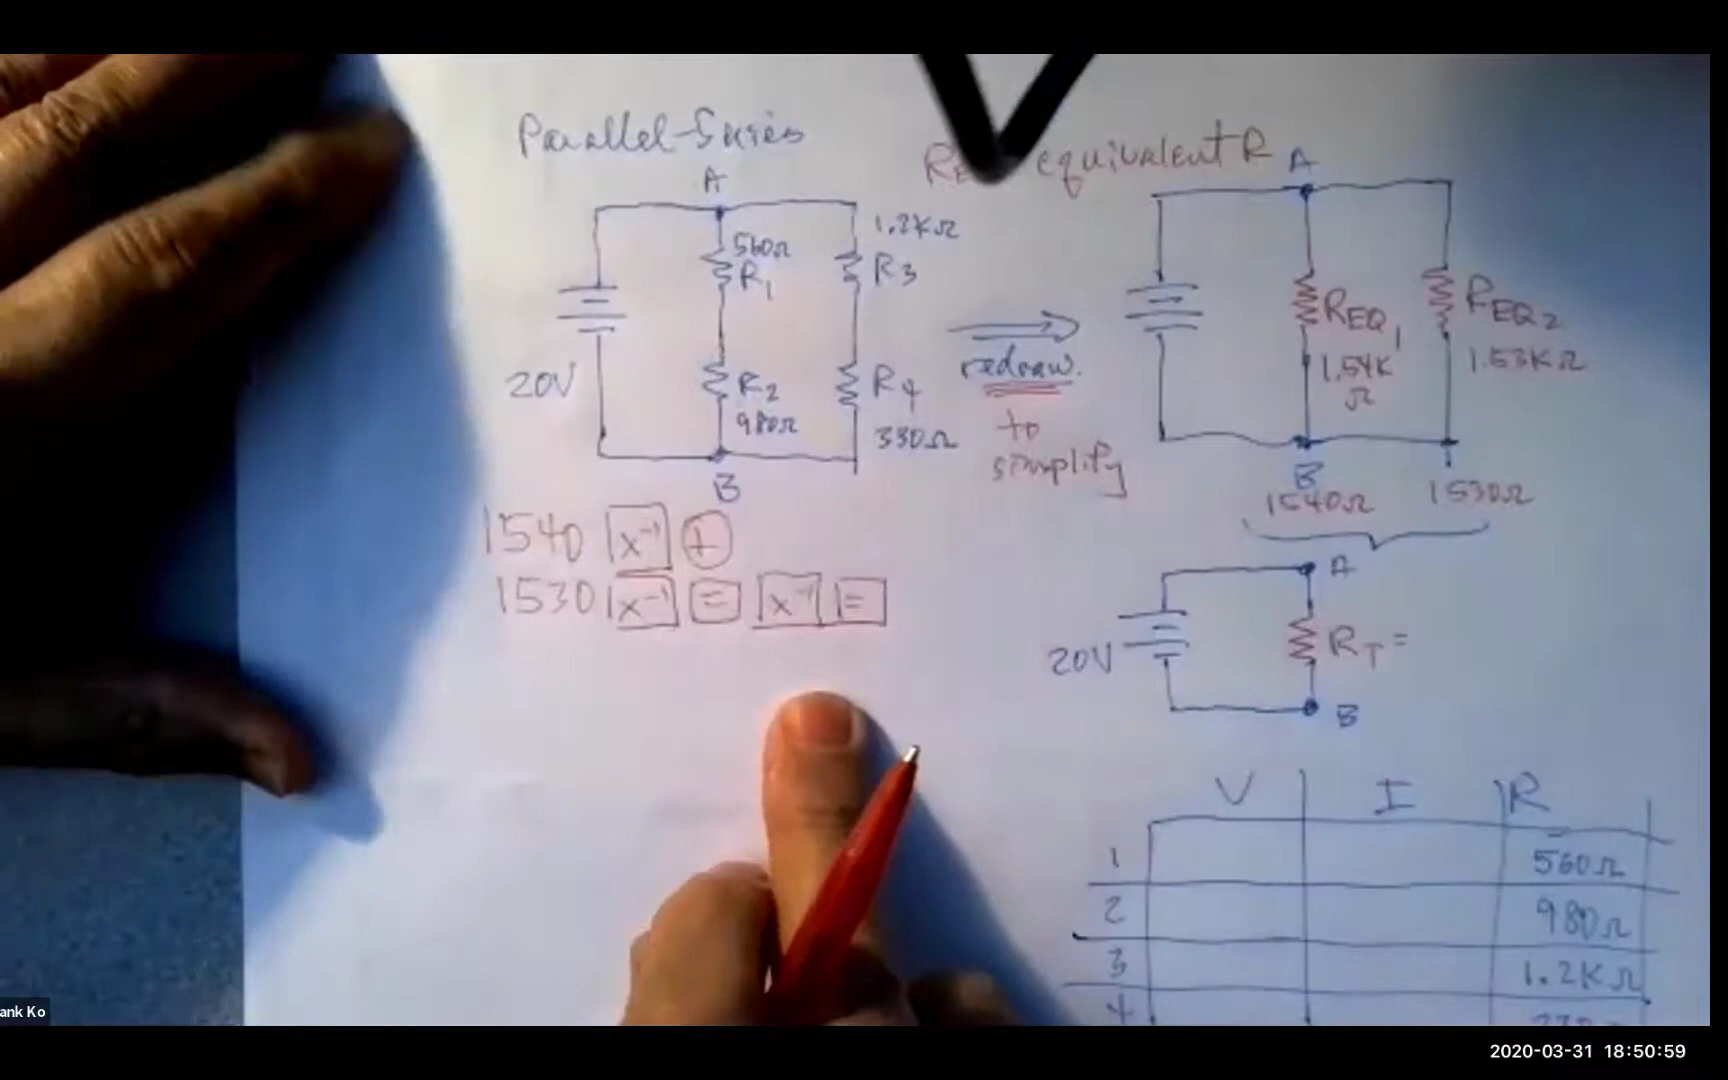 Parallel-Series
equivalent R
A
560Ω
R1
1.2KΩ
R3
20V
R2
980Ω
R4
330Ω
B
redraw.
to
simplify
A
REQ1
1.54K
Ω
REQ2
1.53KΩ
B
1540Ω
1530Ω
1540 x⁻¹ +
1530 x⁻¹ = x⁻¹ =
A
20V
RT =
B
V I R
1 560Ω
2 980Ω
3 1.2KΩ
4
ank Ko
2020-03-31 18:50:59